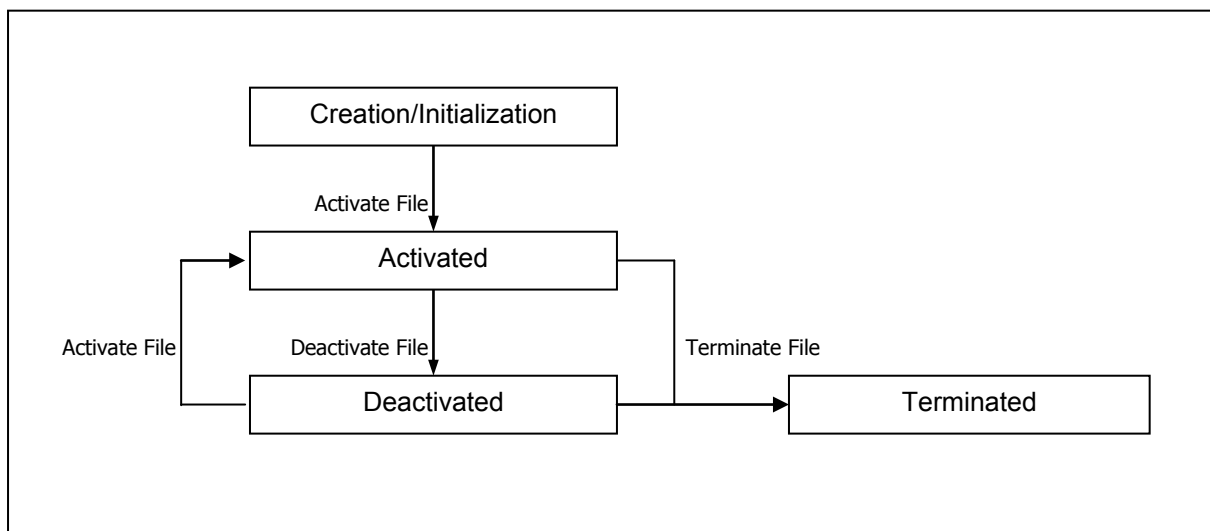 Creation/Initialization
Activate File
Activated
Activate File
Deactivate File
Terminate File
Deactivated
Terminated